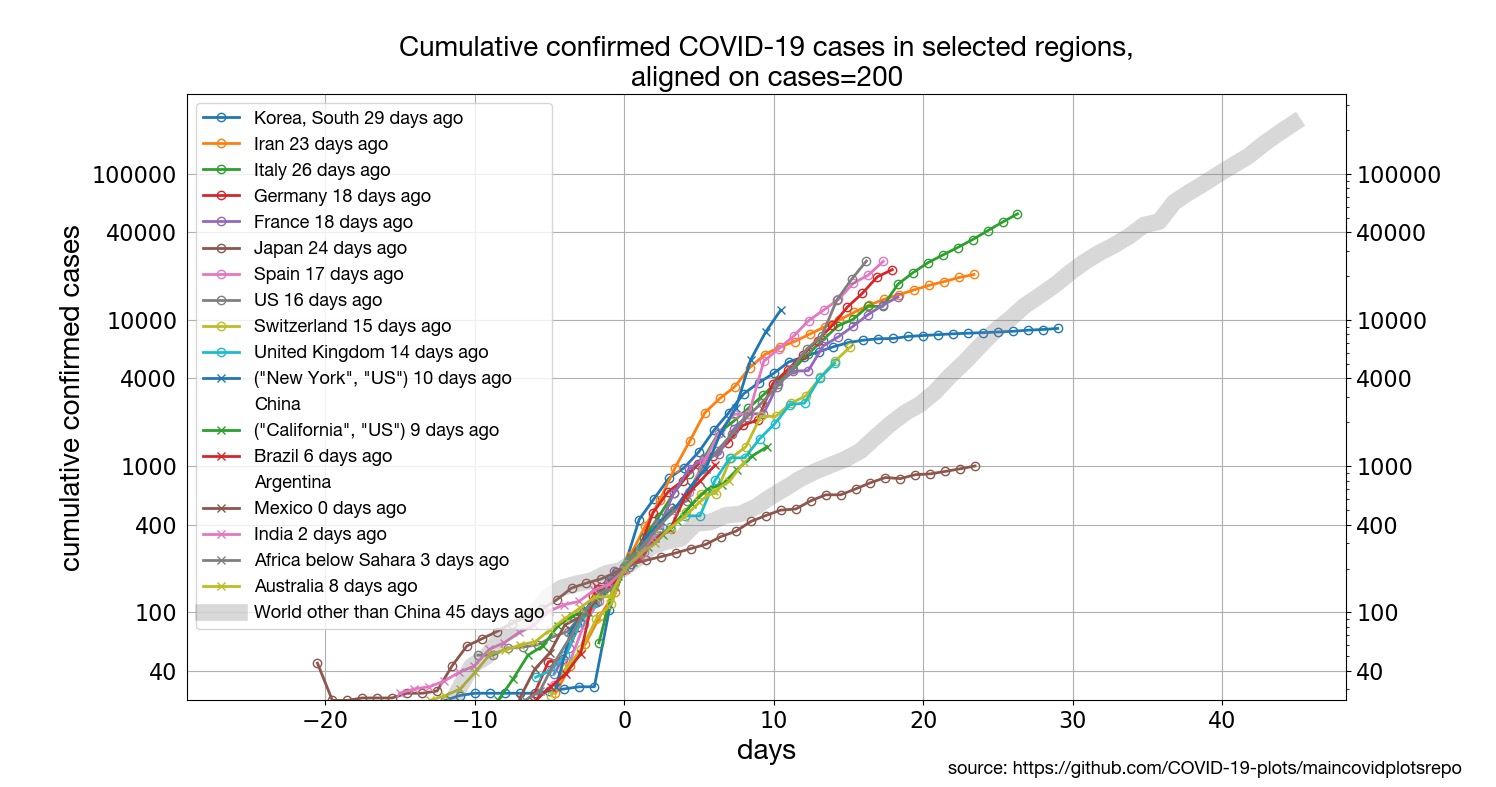 Cumulative confirmed COVID-19 cases in selected regions,
aligned on cases=200
cumulative confirmed cases
100000
40000
10000
4000
1000
400
100
40
Korea, South 29 days ago
Iran 23 days ago
Italy 26 days ago
Germany 18 days ago
France 18 days ago
Japan 24 days ago
Spain 17 days ago
US 16 days ago
Switzerland 15 days ago
United Kingdom 14 days ago
("New York", "US") 10 days ago
China
("California", "US") 9 days ago
Brazil 6 days ago
Argentina
Mexico 0 days ago
India 2 days ago
Africa below Sahara 3 days ago
Australia 8 days ago
World other than China 45 days ago
100000
40000
10000
4000
1000
400
100
40
−20 −10 0 10 20 30 40
days
source: https://github.com/COVID-19-plots/maincovidplotsrepo